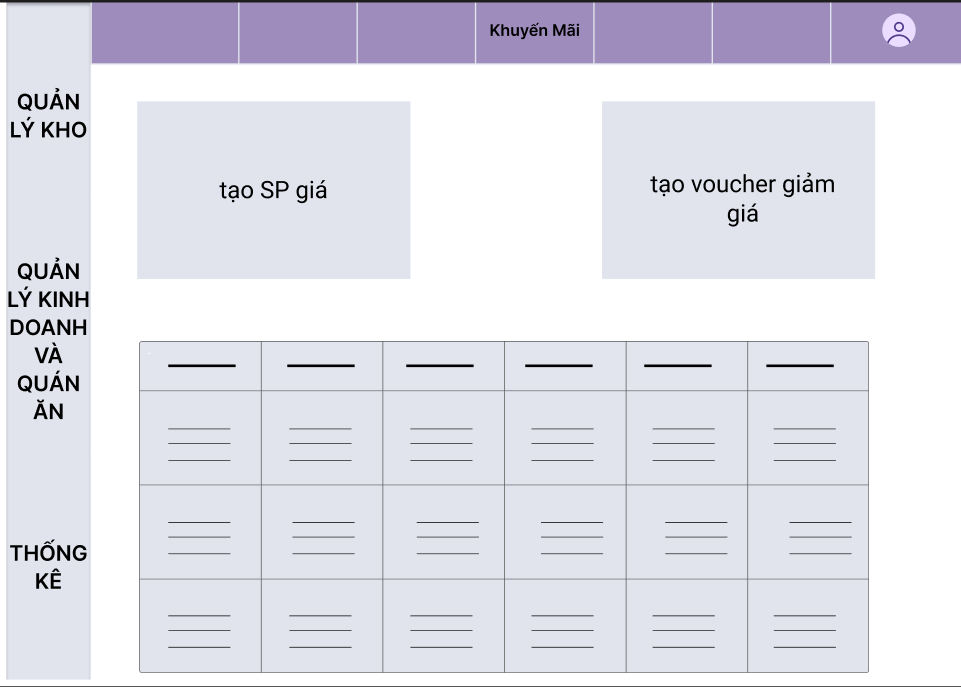 Khuyến Mãi
QUẢN
LÝ KHO
QUẢN
LÝ KINH
DOANH
VÀ
QUÁN
ĂN
THỐNG
KÊ
tạo SP giá
tạo voucher giảm
giá